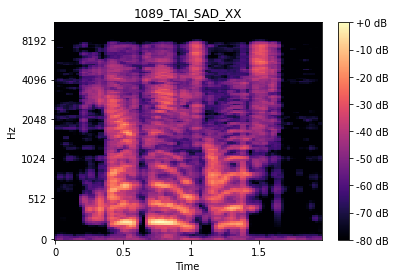 1089_TAI_SAD_XX
+0 dB
8192
-10 dB
4096
-20 dB
-30 dB
2048
Hz
-40 dB
1024
-50 dB
512
-60 dB
-70 dB
0
-80 dB
0
0.5
1
1.5
Time